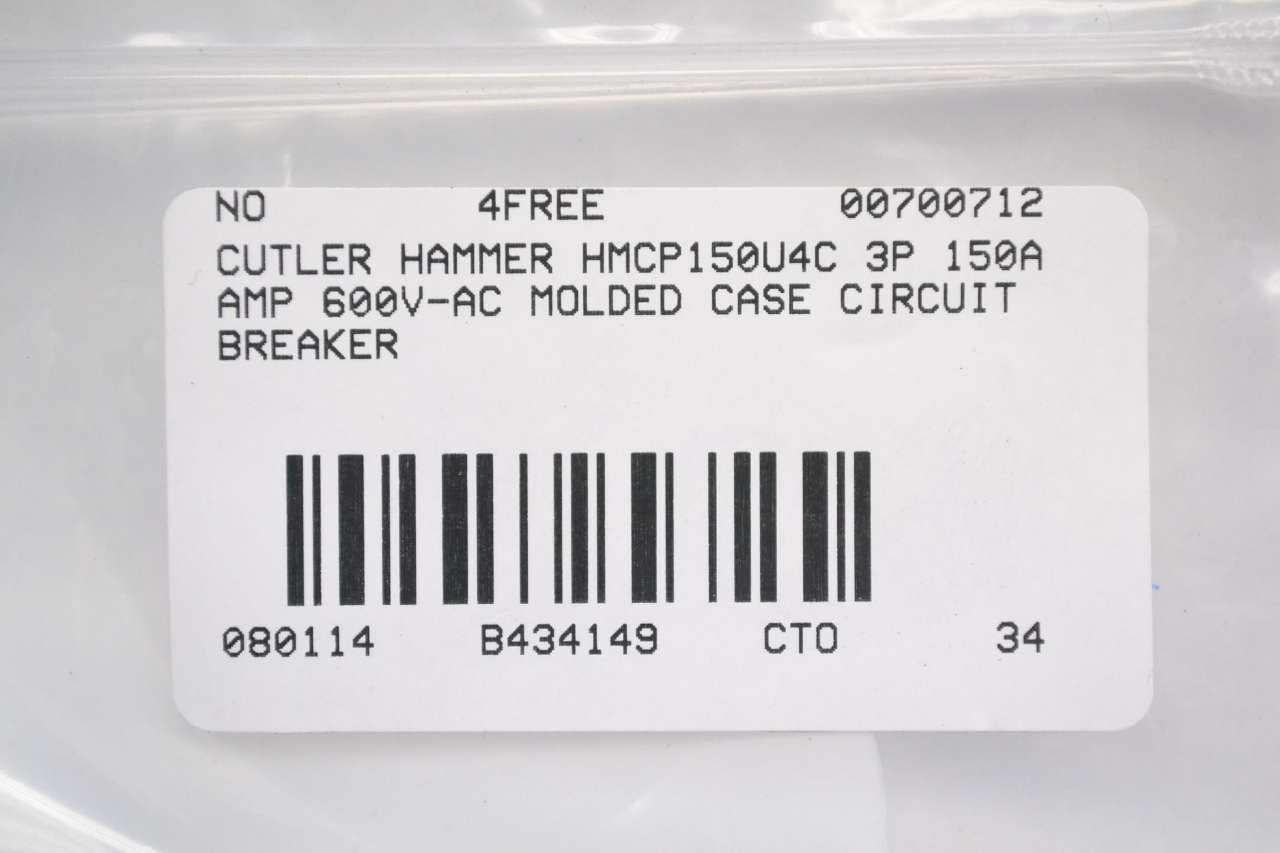 NO 4FREE 00700712
CUTLER HAMMER HMCP150U4C 3P 150A
AMP 600V-AC MOLDED CASE CIRCUIT
BREAKER
080114 B434149 CTO 34